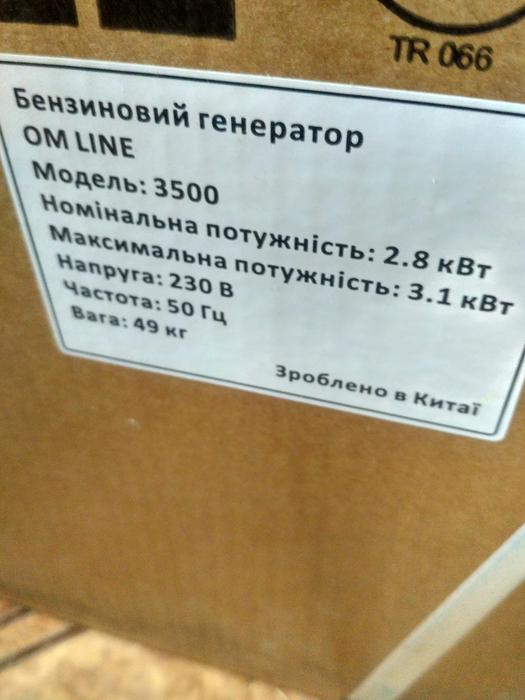 TR 066
Бензиновий генератор
OM LINE
Модель: 3500
Номінальна потужність: 2.8 кВт
Максимальна потужність: 3.1 кВт
Напруга: 230 В
Частота: 50 Гц
Вага: 49 кг
Зроблено в Китаї